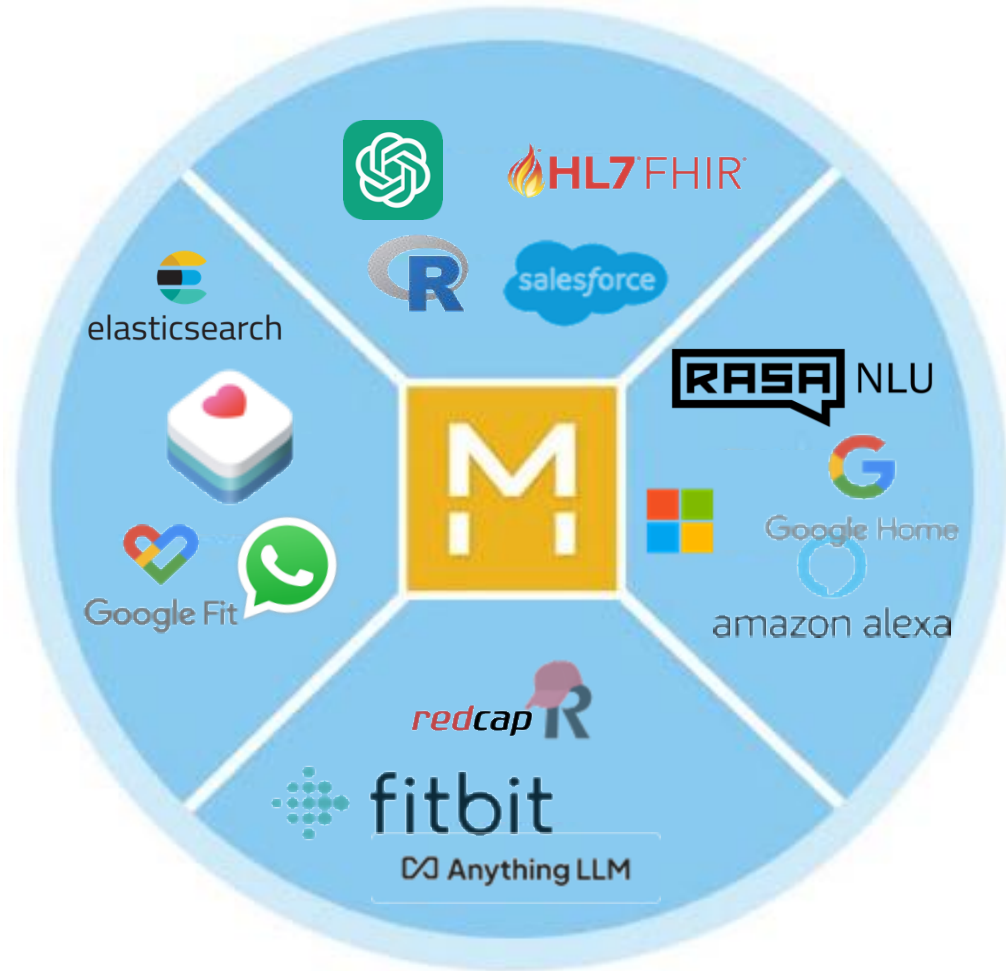 HL7 FHIR
R
salesforce
elasticsearch
RASA NLU
M
G
Google Home
amazon alexa
Google Fit
redcap R
fitbit
Anything LLM